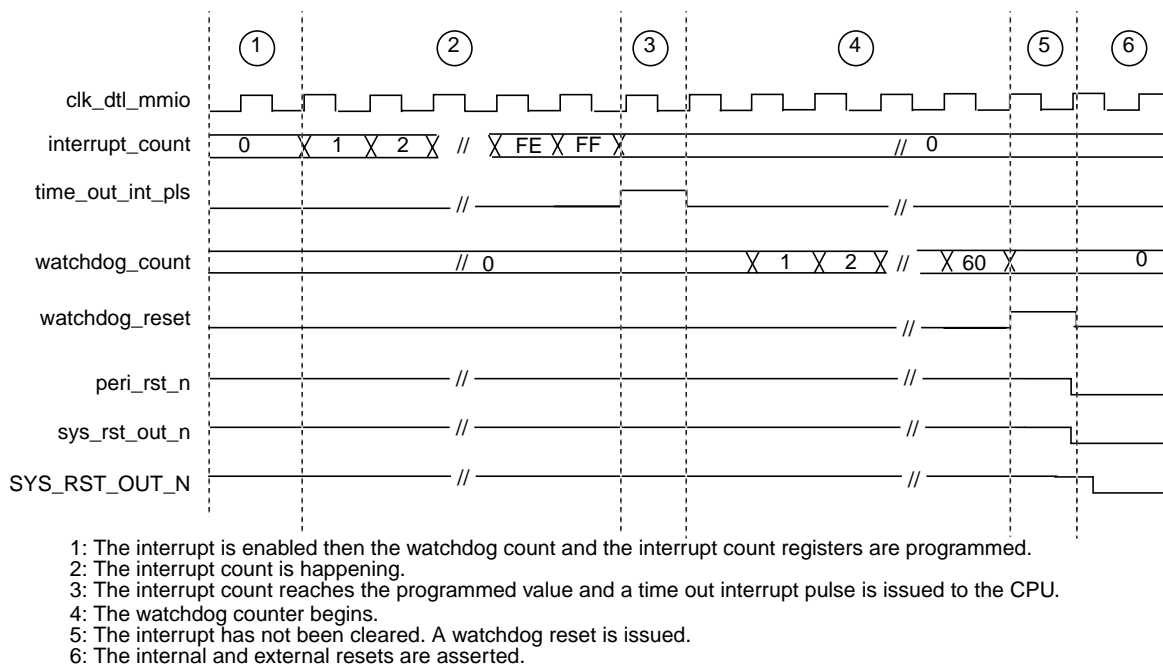 1 2 3 4 5 6
clk_dtl_mmio
interrupt_count 0 1 2 // FE FF // 0
time_out_int_pls // //
watchdog_count // 0 1 2 // 60 0
watchdog_reset //
peri_rst_n // //
sys_rst_out_n // //
SYS_RST_OUT_N // //
1: The interrupt is enabled then the watchdog count and the interrupt count registers are programmed.
2: The interrupt count is happening.
3: The interrupt count reaches the programmed value and a time out interrupt pulse is issued to the CPU.
4: The watchdog counter begins.
5: The interrupt has not been cleared. A watchdog reset is issued.
6: The internal and external resets are asserted.